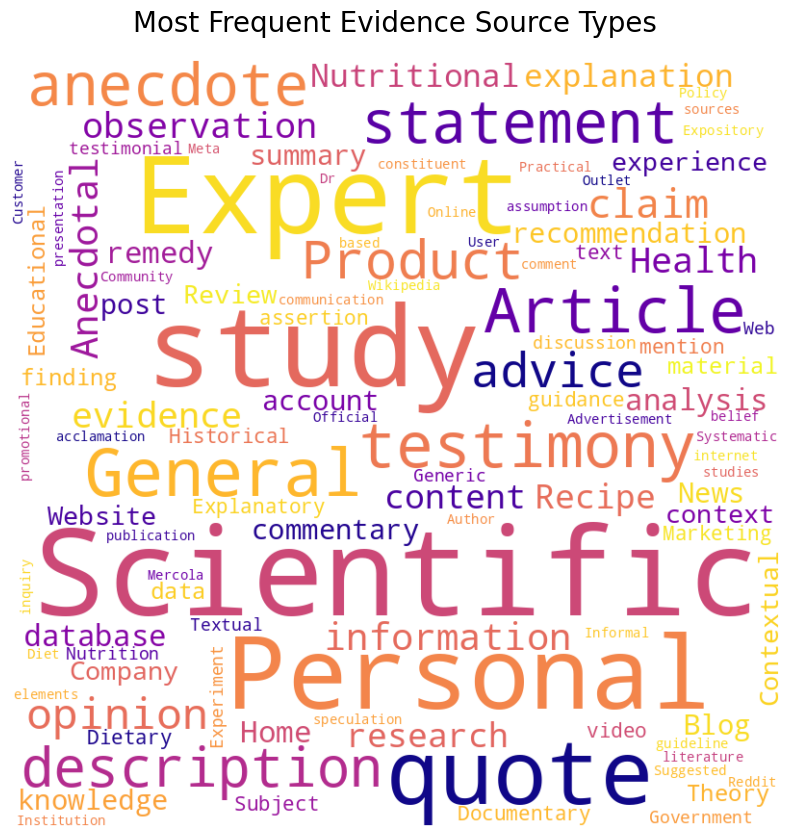 Most Frequent Evidence Source Types
anecdote
Nutritional
explanation
Policy
sources
observation
statement
Expository
testimonial
Meta
summary
constituent
Practical
experience
Customer
presentation
Anecdotal
Expert
Dr
Outlet
Online
assumption
claim
Educational
remedy
Product
based
User
recommendation
comment
text
Health
Community
Wikipedia
post
Review
communication
assertion
study
Article
Web
discussion
mention
finding
advice
material
promotional
evidence
account
Official
guidance
analysis
Advertisement
belief
acclamation
Historical
testimony
Systematic
internet
studies
General
Generic
content
Recipe
News
Explanatory
Website
commentary
Author
context
Marketing
publication
Scientific
inquiry
Mercola
data
Contextual
database
Textual
information
Informal
Diet
Nutrition
Company
Personal
elements
Experiment
opinion
speculation
Dietary
Home
research
video
Blog
guideline
literature
description
quote
Suggested
Reddit
knowledge
Subject
Theory
Institution
Documentary
Government